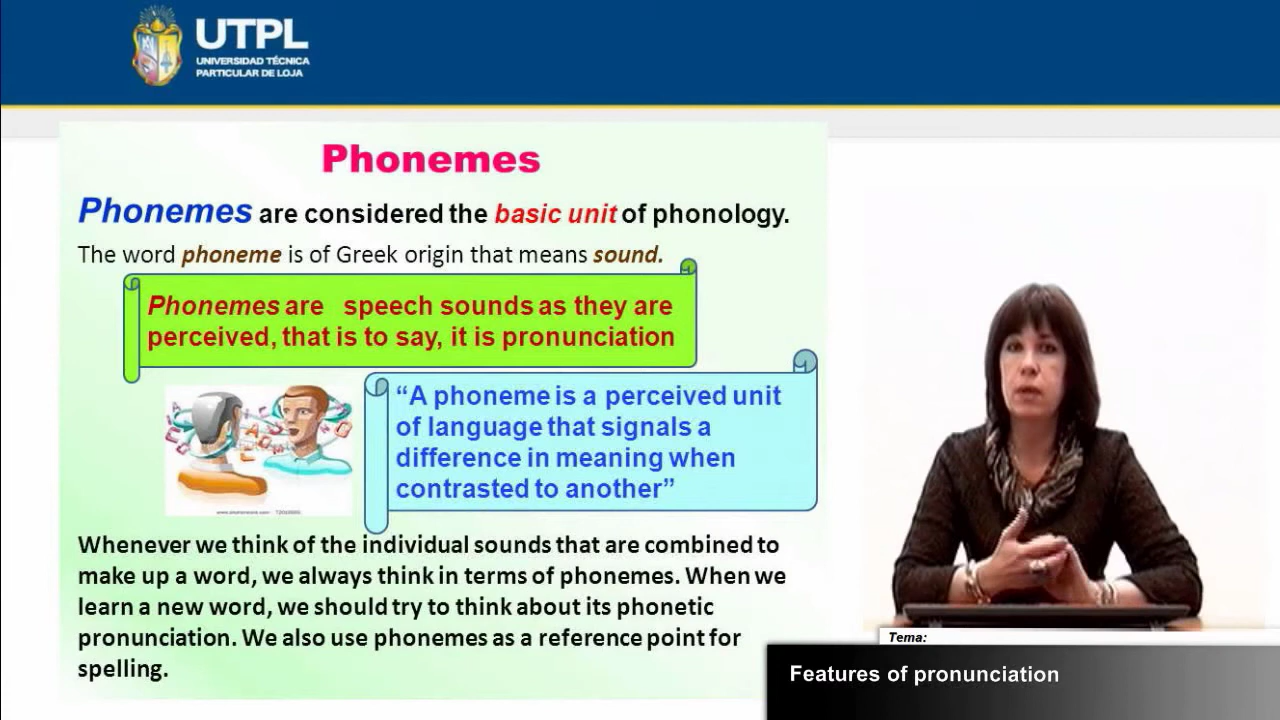 UTPL
UNIVERSIDAD TÉCNICA
PARTICULAR DE LOJA
Phonemes
Phonemes are considered the basic unit of phonology.
The word phoneme is of Greek origin that means sound.
Phonemes are speech sounds as they are
perceived, that is to say, it is pronunciation
“A phoneme is a perceived unit
of language that signals a
difference in meaning when
contrasted to another”
Whenever we think of the individual sounds that are combined to
make up a word, we always think in terms of phonemes. When we
learn a new word, we should try to think about its phonetic
pronunciation. We also use phonemes as a reference point for
spelling.
Tema:
Features of pronunciation